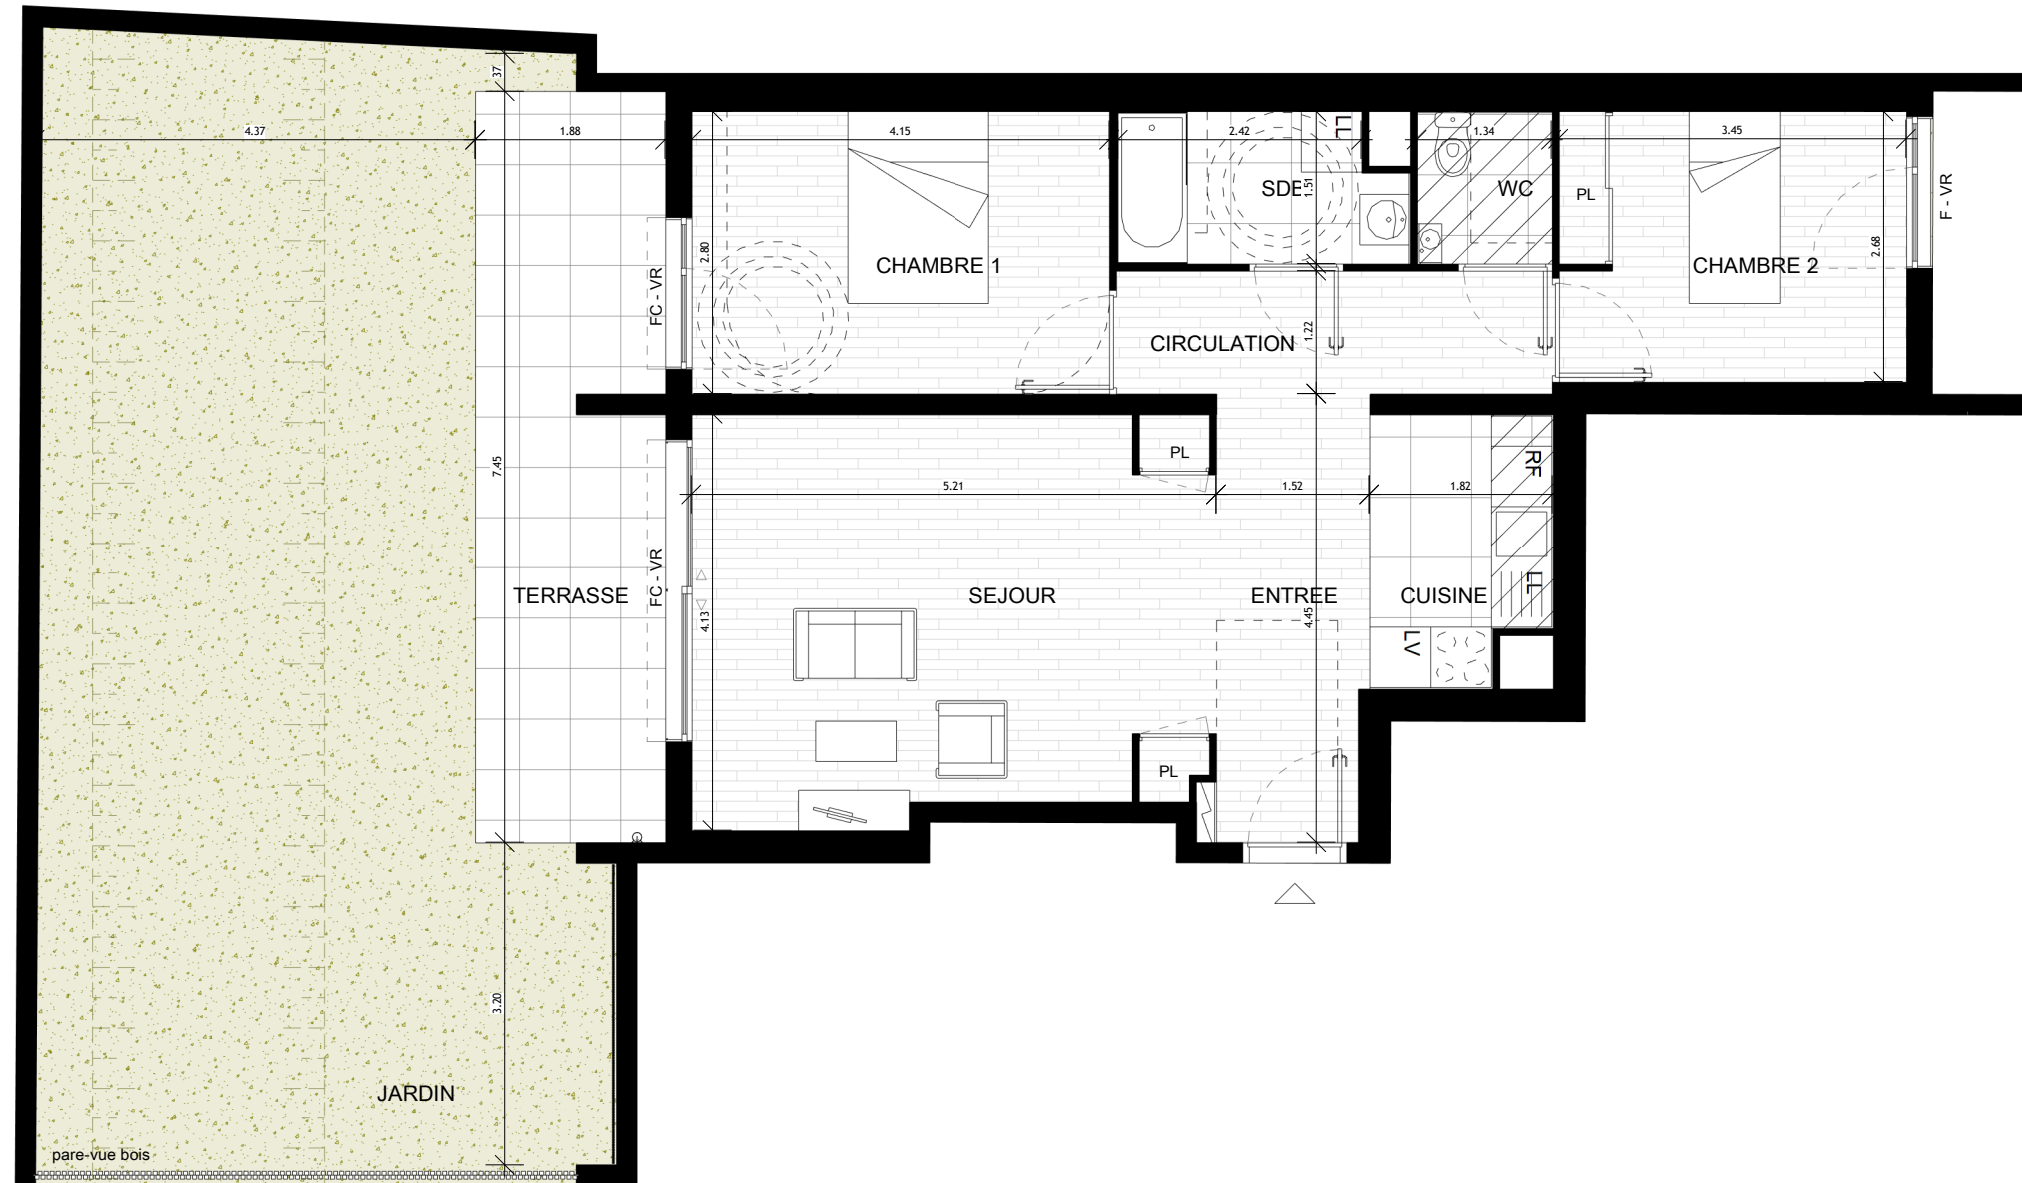 37
4.37
1.88
4.15
2.42
LL
1.34
3.45
SDE
1.51
WC
PL
F - VR
2.80
CHAMBRE 1
CHAMBRE 2
2.68
FC - VR
CIRCULATION
1.22
7.45
PL
RF
5.21
1.52
1.82
TERRASSE
FC - VR
SEJOUR
ENTREE
CUISINE
LL
4.13
4.45
LV
PL
3.20
JARDIN
pare-vue bois